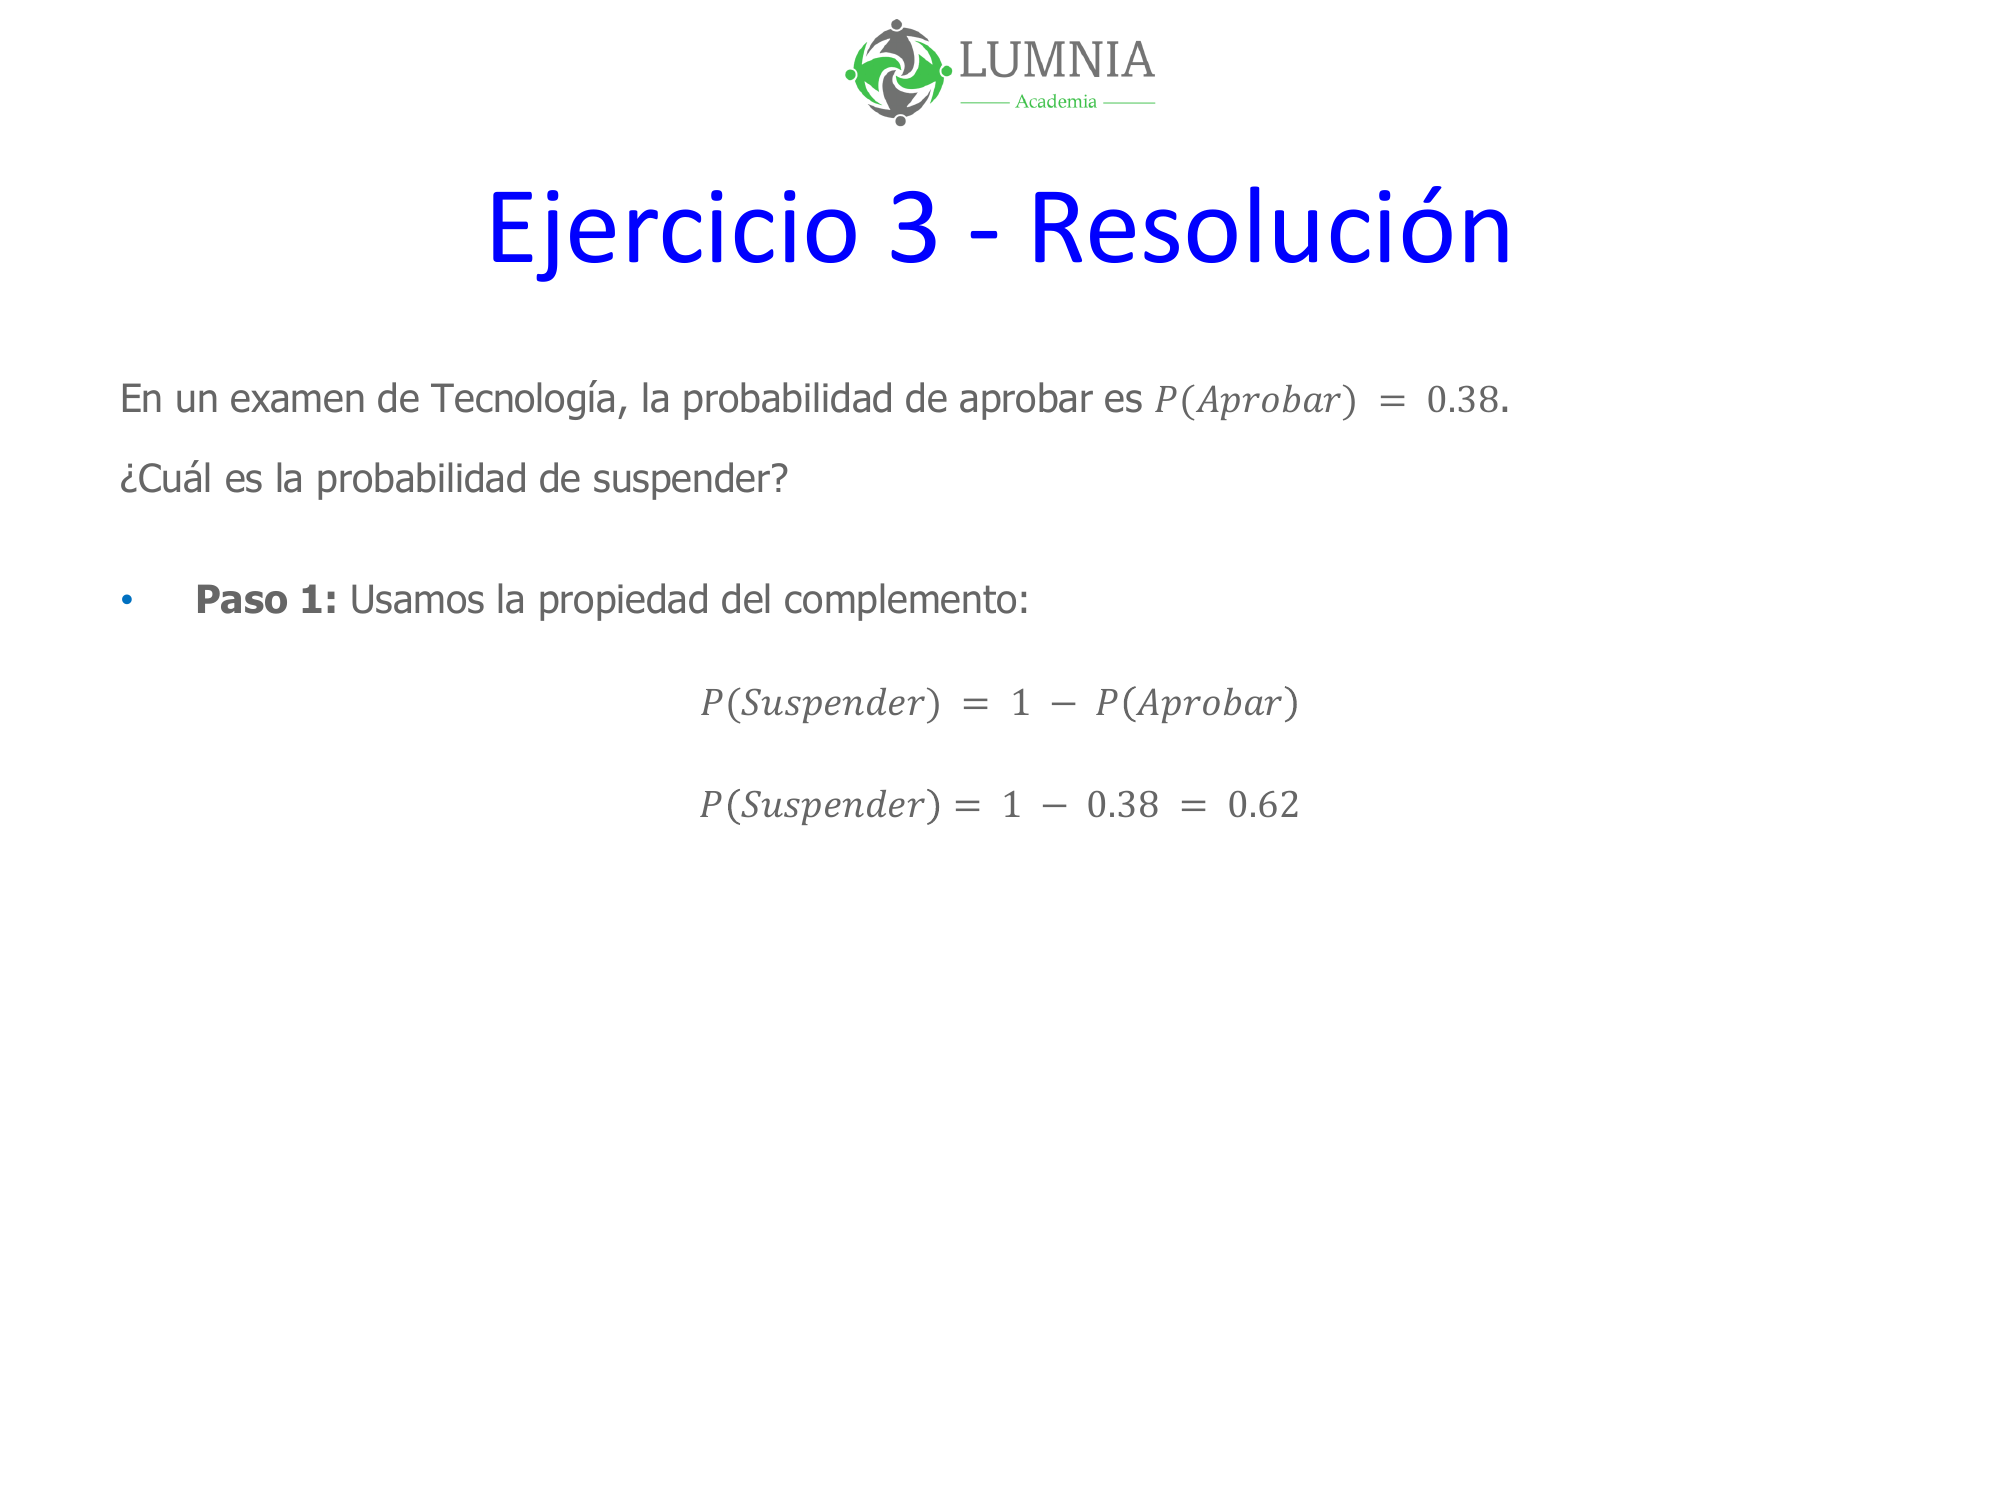 LUMNIA
Academia
Ejercicio 3 - Resolución
En un examen de Tecnología, la probabilidad de aprobar es P(Aprobar) = 0.38.
¿Cuál es la probabilidad de suspender?
• Paso 1: Usamos la propiedad del complemento:
P(Suspender) = 1 − P(Aprobar)
P(Suspender) = 1 − 0.38 = 0.62